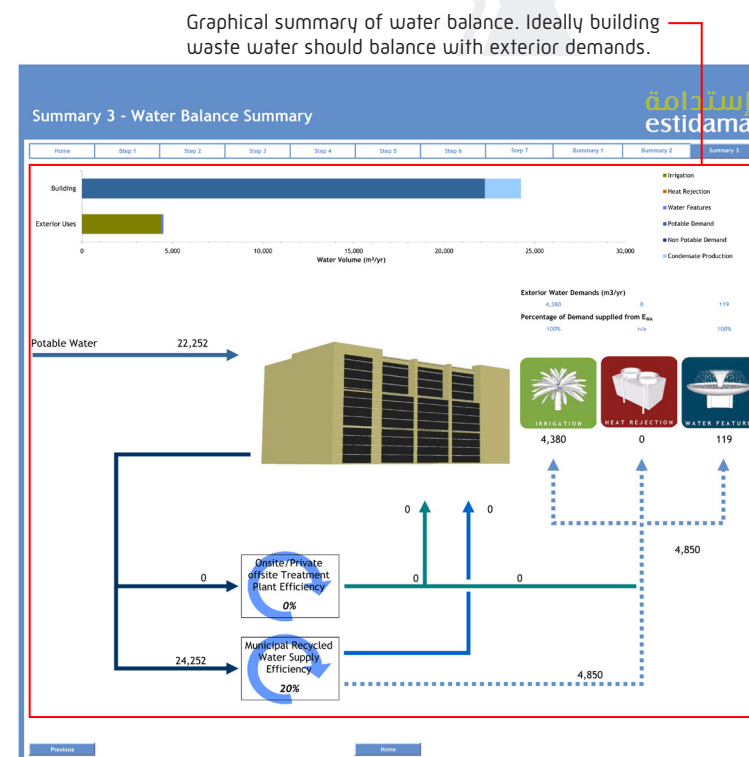 Graphical summary of water balance. Ideally building
waste water should balance with exterior demands.
إستدامة
estidama
Summary 3 - Water Balance Summary
Home Step 1 Step 2 Step 3 Step 4 Step 5 Step 6 Step 7 Summary 1 Summary 2 Summary 3
Building
Exterior Uses
0 5,000 10,000 15,000 20,000 25,000 30,000
Water Volume (m³/yr)
Irrigation
Heat Rejection
Water Features
Potable Demand
Non Potable Demand
Condensate Production
Exterior Water Demands (m3/yr)
4,380 0 119
Percentage of Demand supplied from EWA
100% n/a 100%
Potable Water 22,252
IRRIGATION HEAT REJECTION WATER FEATUR
4,380 0 119
0 0
4,850
Onsite/Private
offsite Treatment
Plant Efficiency
0%
0 0 0
Municipal Recycled
Water Supply
Efficiency
20%
24,252
4,850
Previous Home